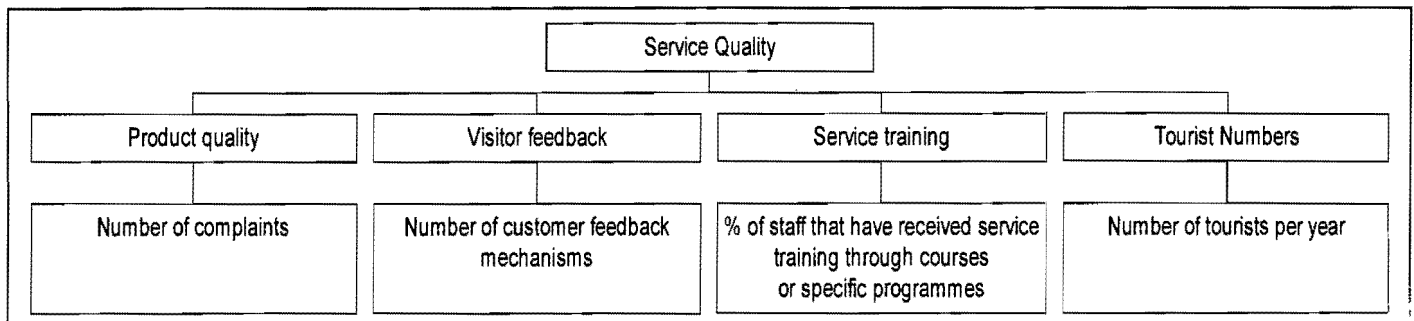 Service Quality
Product quality
Visitor feedback
Service training
Tourist Numbers
Number of complaints
Number of customer feedback
mechanisms
% of staff that have received service
training through courses
or specific programmes
Number of tourists per year